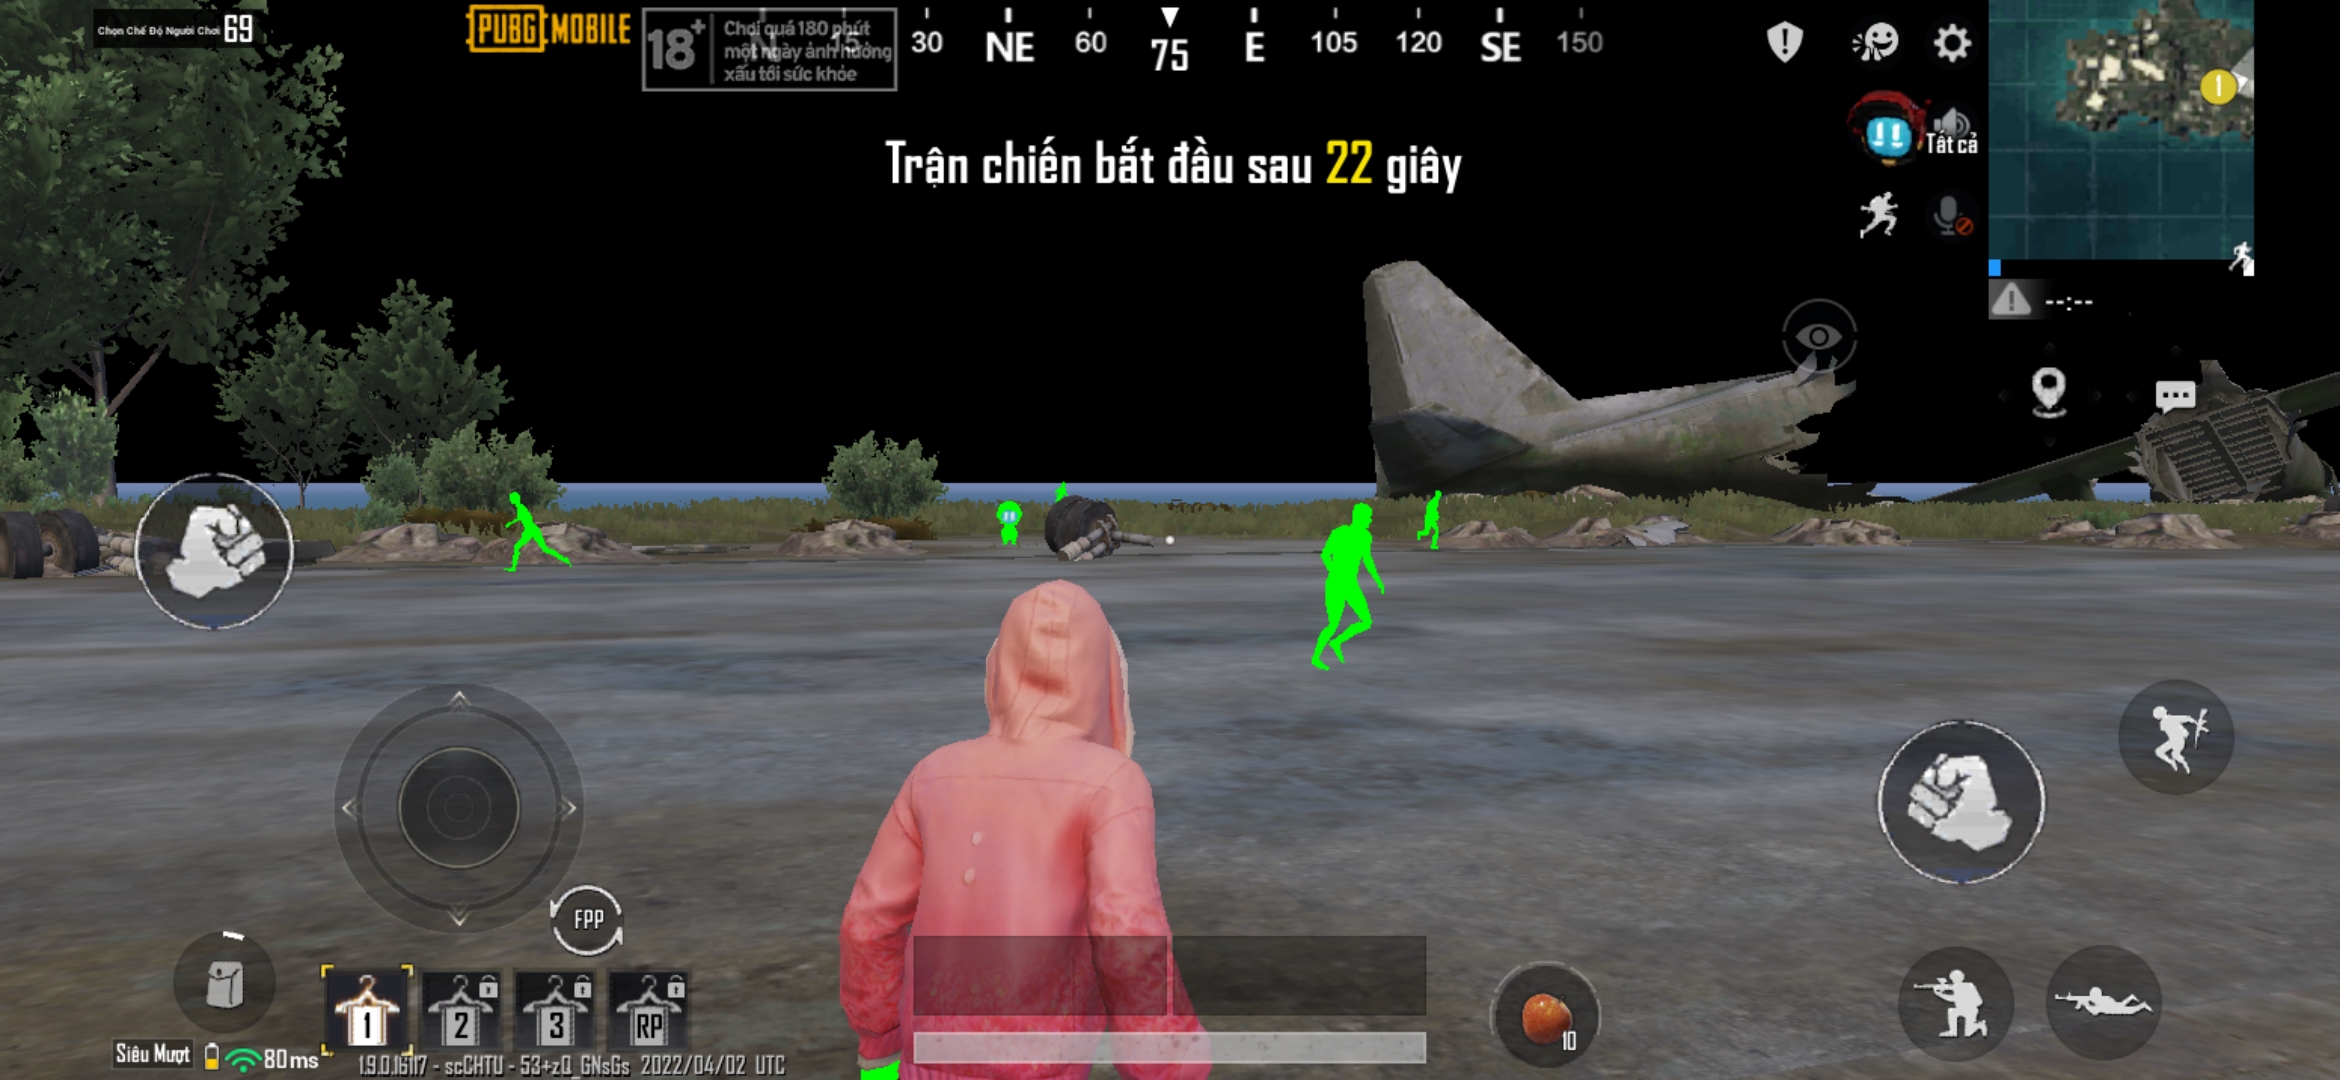 Chọn Chế Độ Người Chơi 69
PUBG MOBILE
18+
Chơi quá 180 phút
một ngày ảnh hưởng
xấu tới sức khỏe
15 30 NE 60 75 E 105 120 SE 150
Trận chiến bắt đầu sau 22 giây
Tất cả
1
--:--
FPP
1 2 3 RP
10
Siêu Mượt 80ms
1.9.0.16117 - scCHTU - 53+zQ_GNsGs 2022/04/02 UTC